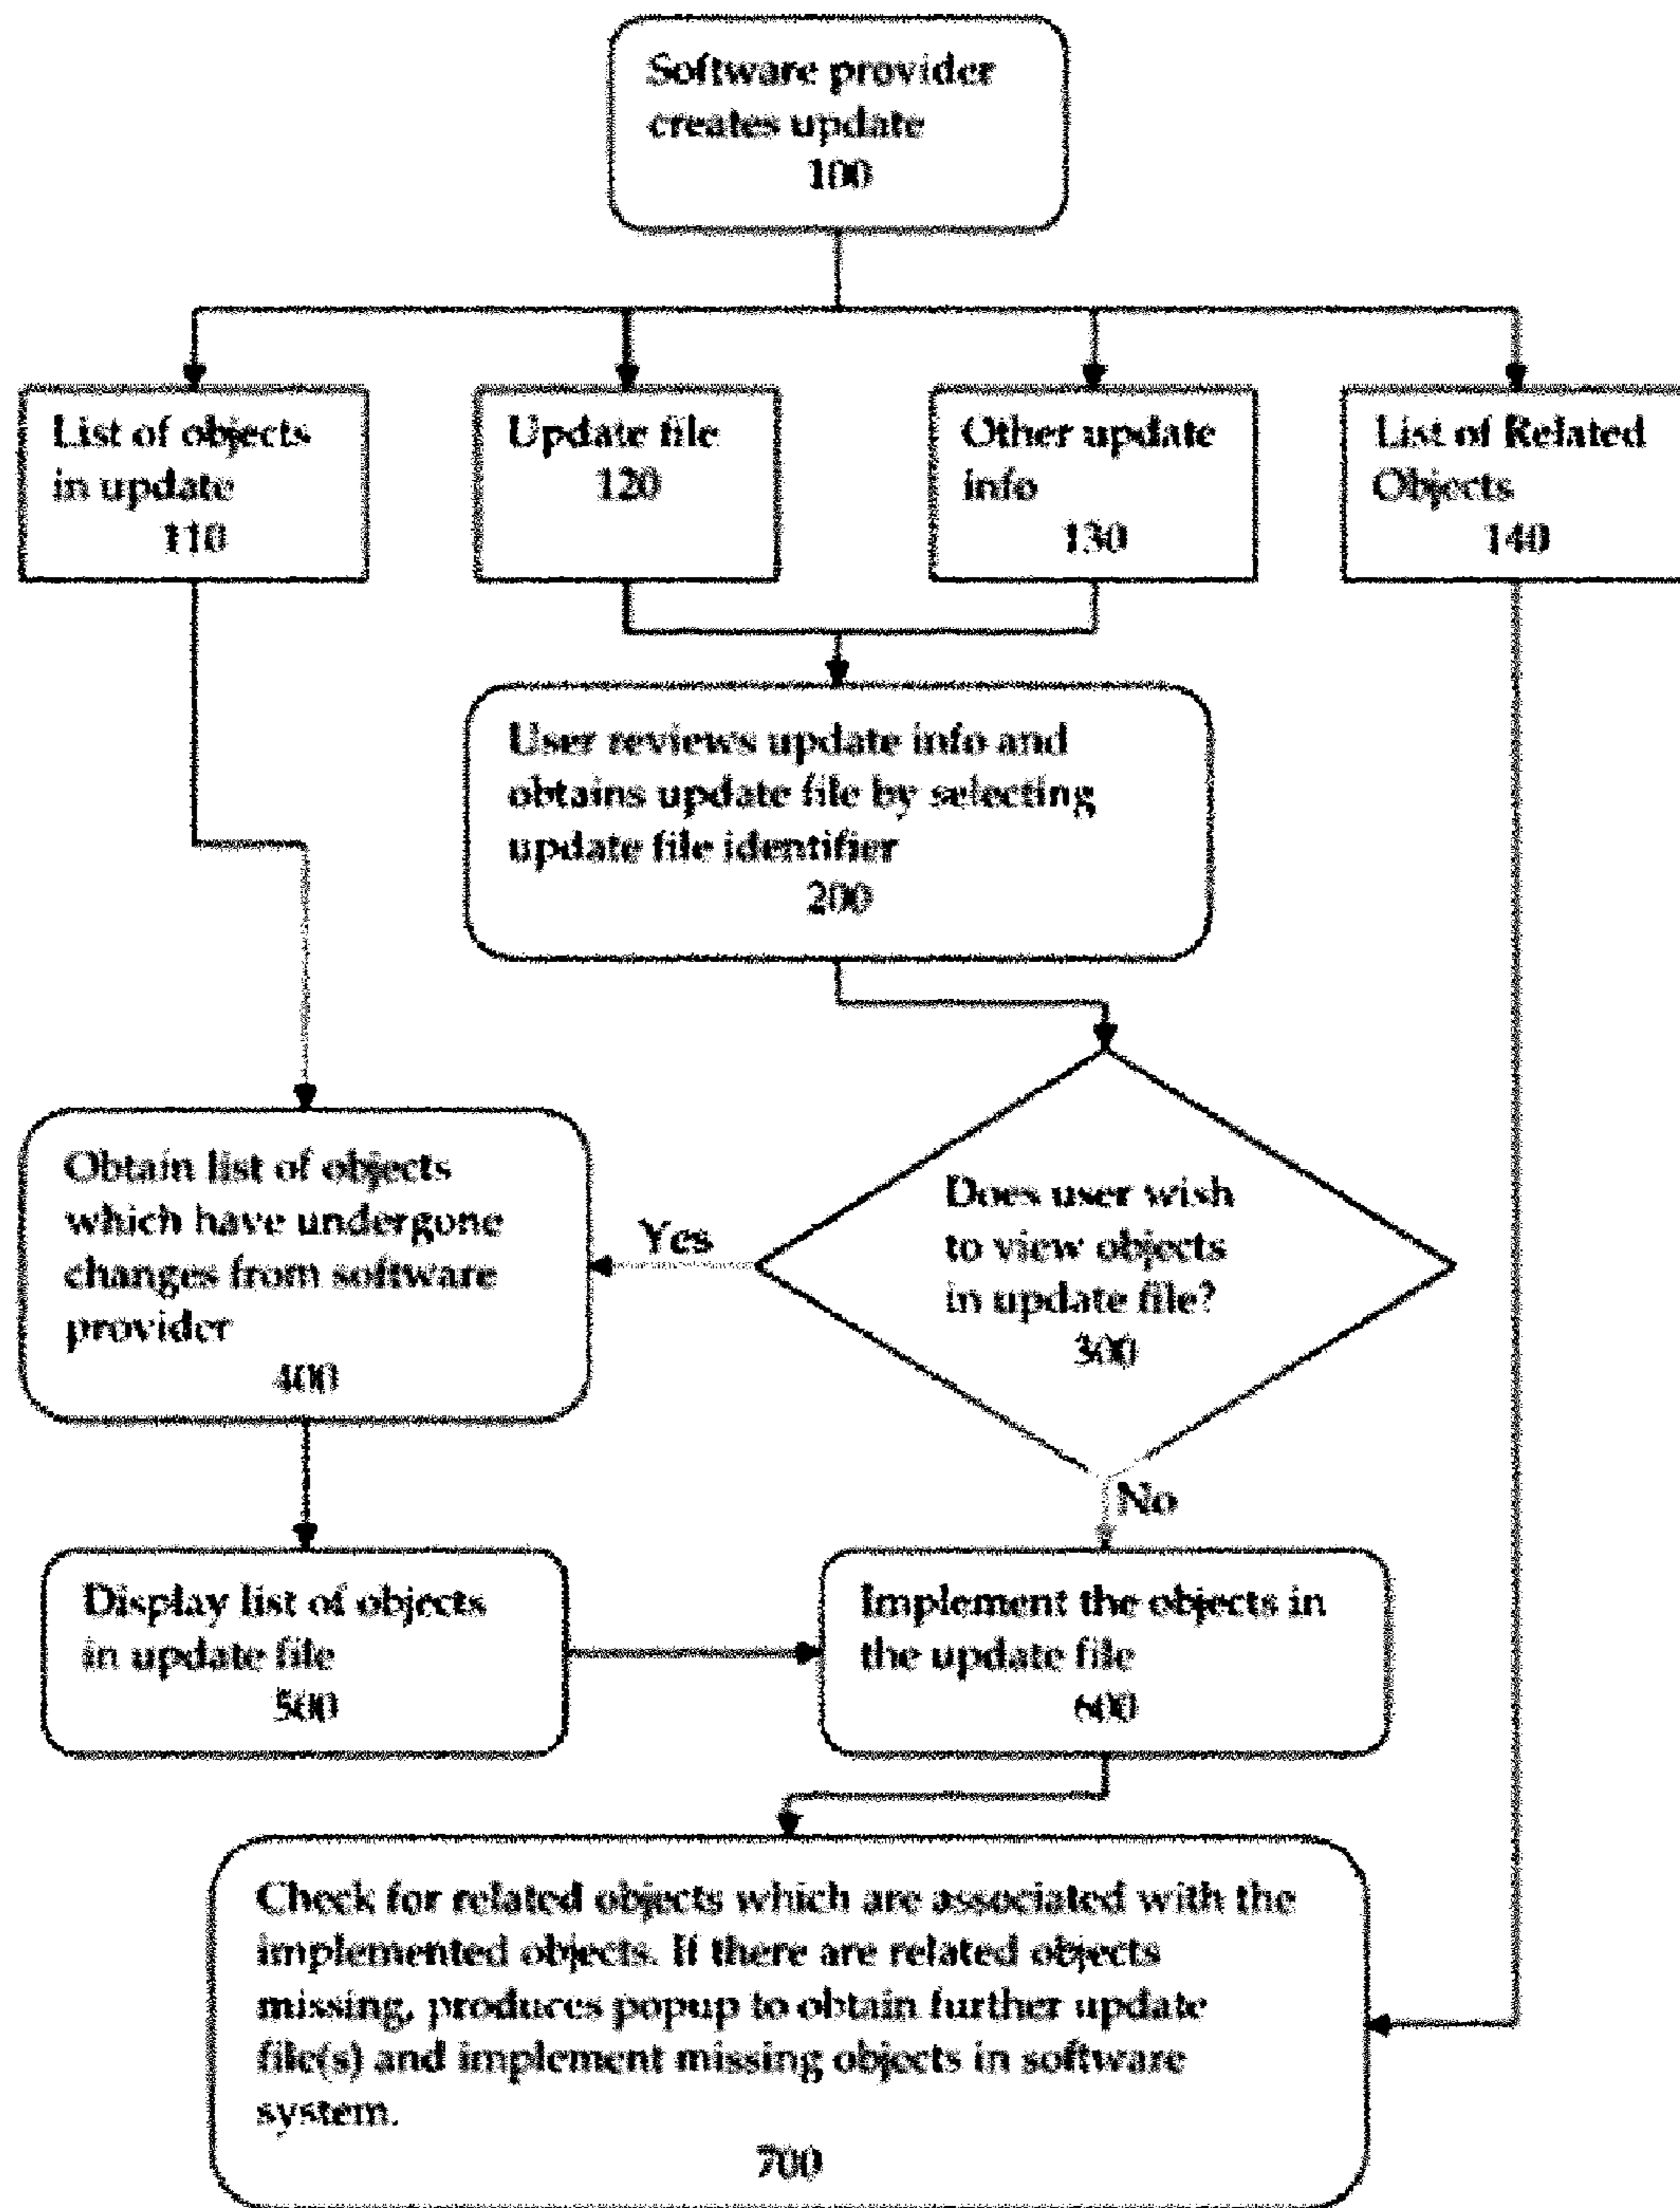 Software provider
creates update
100
List of objects
in update
110
Update file
120
Other update
info
130
List of Related
Objects
140
User reviews update info and
obtains update file by selecting
update file identifier
200
Obtain list of objects
which have undergone
changes from software
provider
400
Yes
Does user wish
to view objects
in update file?
300
No
Display list of objects
in update file
500
Implement the objects in
the update file
600
Check for related objects which are associated with the
implemented objects. If there are related objects
missing, produces popup to obtain further update
file(s) and implement missing objects in software
system.
700